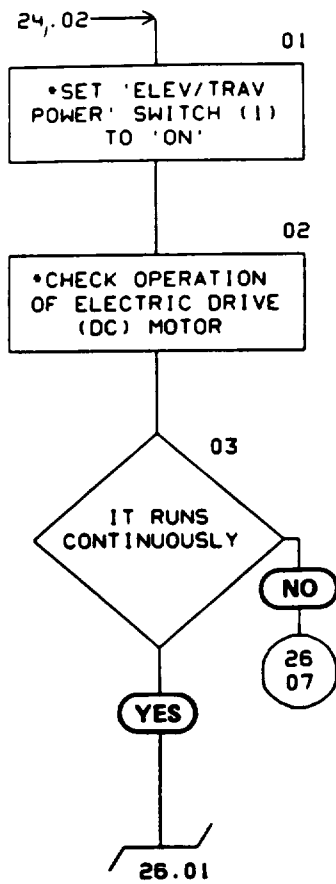 24,.02
01
*SET 'ELEV/TRAV
POWER' SWITCH (1)
TO 'ON'
02
*CHECK OPERATION
OF ELECTRIC DRIVE
(DC) MOTOR
03
IT RUNS
CONTINUOUSLY
NO
26
07
YES
26.01